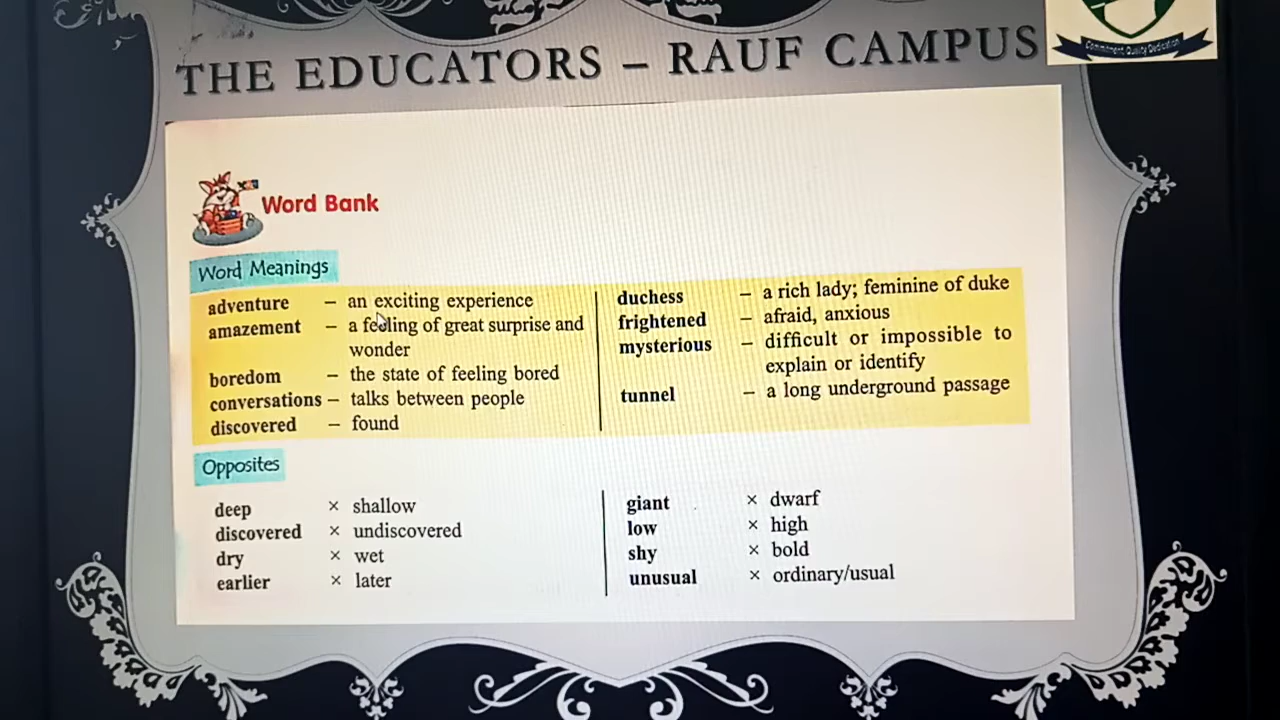 THE EDUCATORS – RAUF CAMPUS
Commitment Quality Dedication
Word Bank
Word Meanings
adventure – an exciting experience
amazement – a feeling of great surprise and
wonder
boredom – the state of feeling bored
conversations – talks between people
discovered – found
duchess – a rich lady; feminine of duke
frightened – afraid, anxious
mysterious – difficult or impossible to
explain or identify
tunnel – a long underground passage
Opposites
deep × shallow
discovered × undiscovered
dry × wet
earlier × later
giant × dwarf
low × high
shy × bold
unusual × ordinary/usual